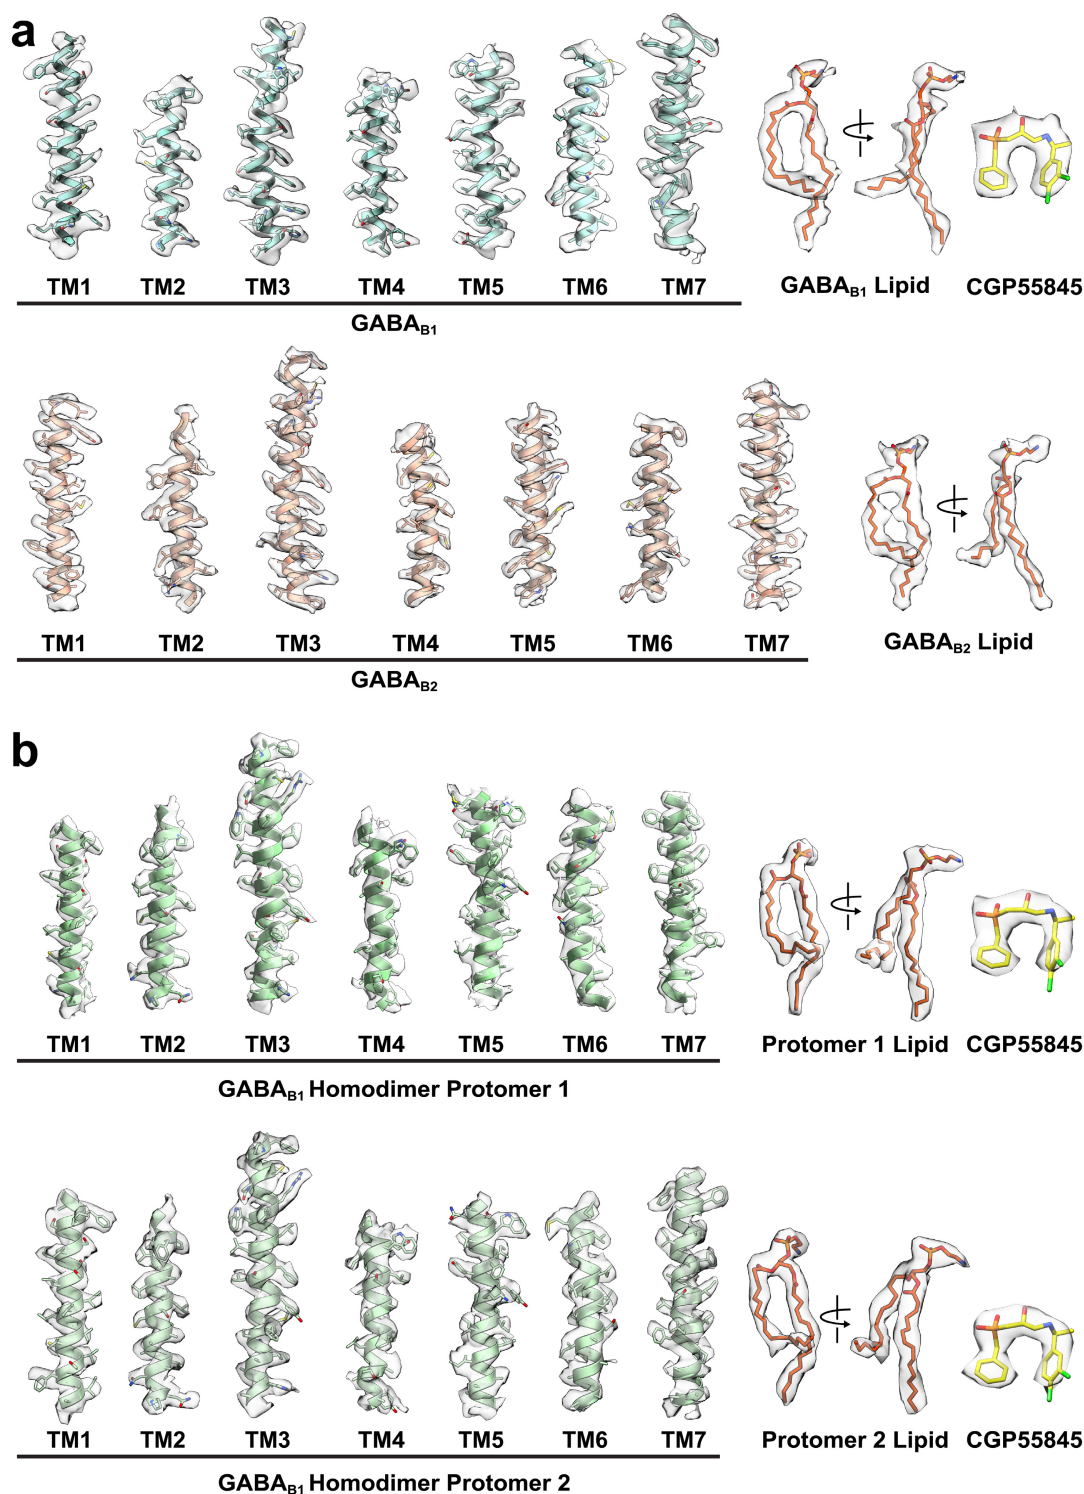 a
TM1 TM2 TM3 TM4 TM5 TM6 TM7 GABAB1 Lipid CGP55845
GABAB1
TM1 TM2 TM3 TM4 TM5 TM6 TM7 GABAB2 Lipid
GABAB2
b
TM1 TM2 TM3 TM4 TM5 TM6 TM7 Protomer 1 Lipid CGP55845
GABAB1 Homodimer Protomer 1
TM1 TM2 TM3 TM4 TM5 TM6 TM7 Protomer 2 Lipid CGP55845
GABAB1 Homodimer Protomer 2